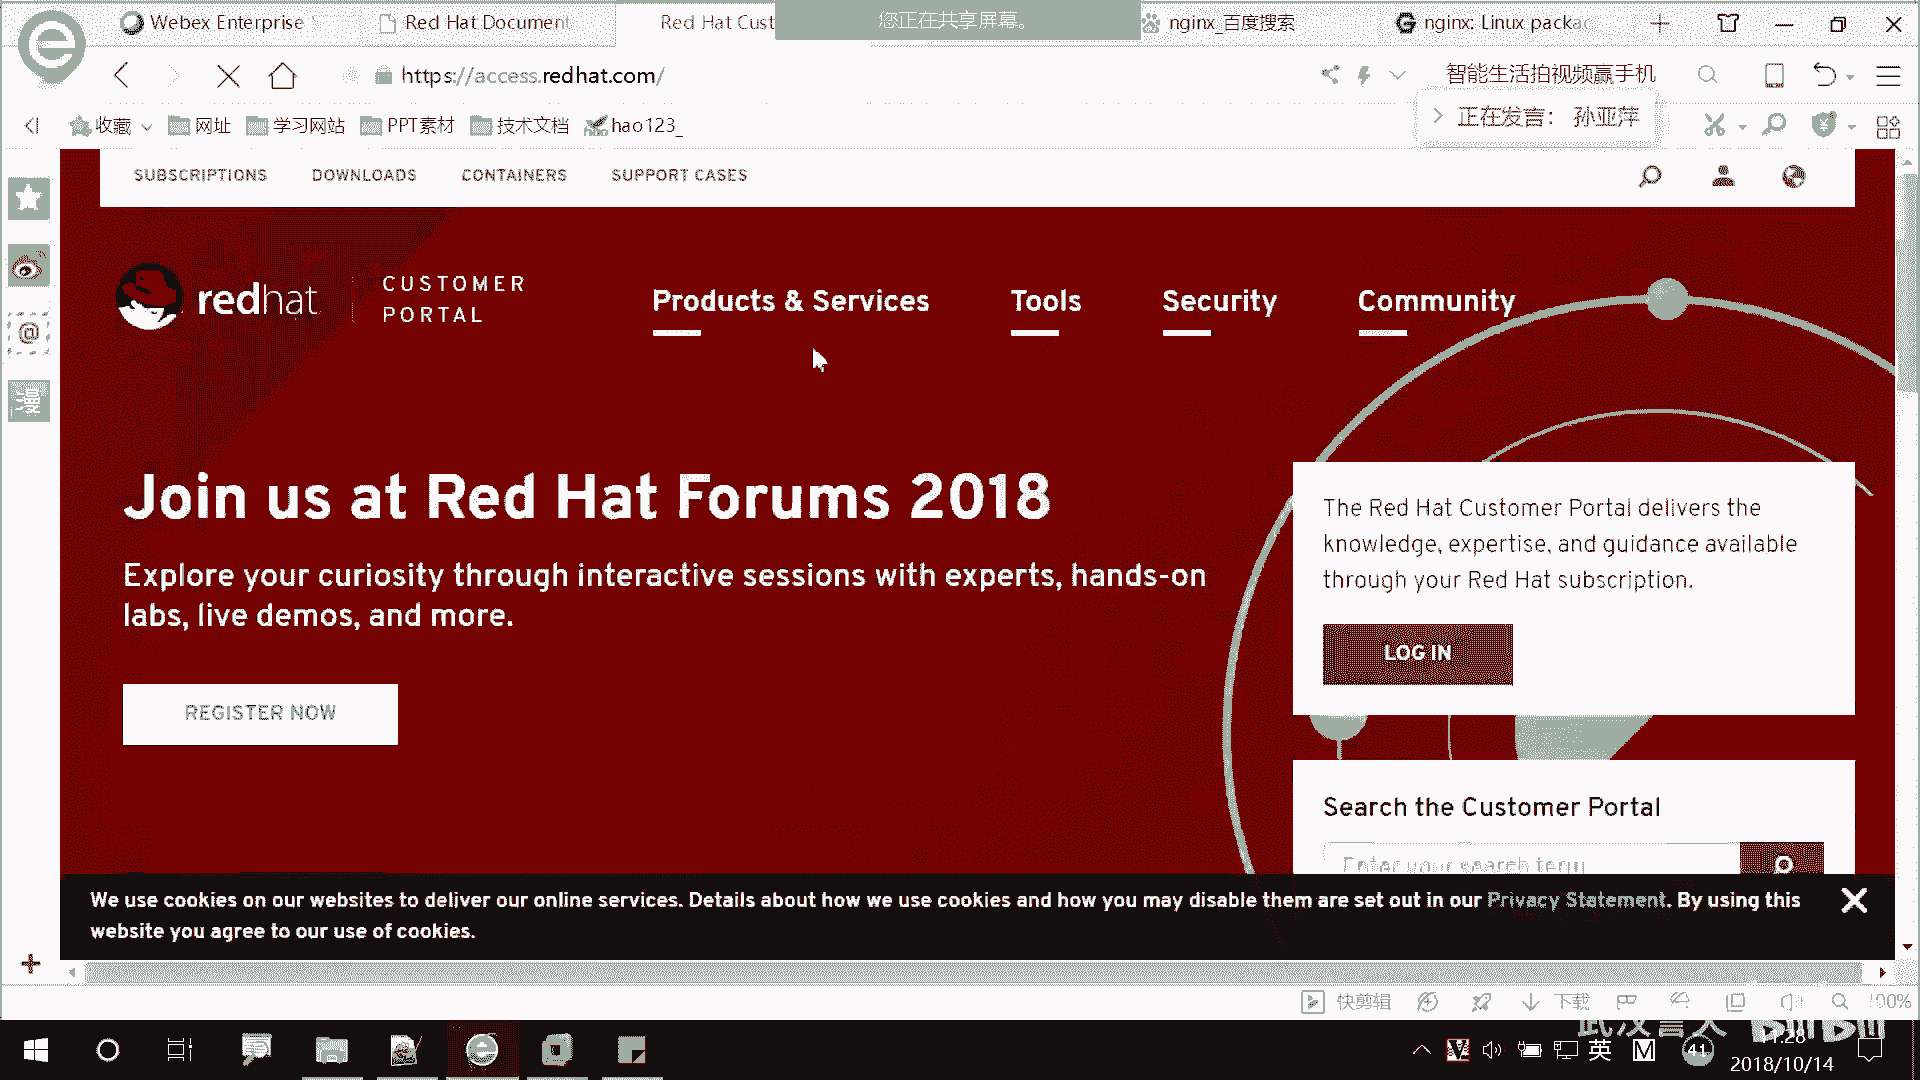 Webex Enterprise S
Red Hat Document
Red Hat Cust
您正在共享屏幕。
nginx_百度搜索
nginx: Linux packag
https://access.redhat.com/
智能生活拍视频赢手机
收藏
网址
学习网站
PPT素材
技术文档
hao123_
正在发言： 孙亚萍
SUBSCRIPTIONS
DOWNLOADS
CONTAINERS
SUPPORT CASES
redhat
CUSTOMER
PORTAL
Products & Services
Tools
Security
Community
漫
Join us at Red Hat Forums 2018
Explore your curiosity through interactive sessions with experts, hands-on
labs, live demos, and more.
REGISTER NOW
The Red Hat Customer Portal delivers the
knowledge, expertise, and guidance available
through your Red Hat subscription.
LOG IN
Search the Customer Portal
Enter your search term
We use cookies on our websites to deliver our online services. Details about how we use cookies and how you may disable them are set out in our Privacy Statement. By using this
website you agree to our use of cookies.
快剪辑
下载
100%
英
M
41
11:28
2018/10/14
bilibili